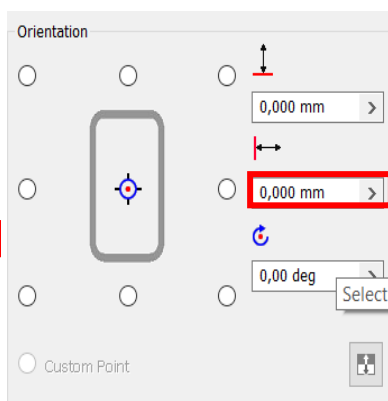 Orientation
0,000 mm
0,000 mm
0,00 deg
Select
Custom Point